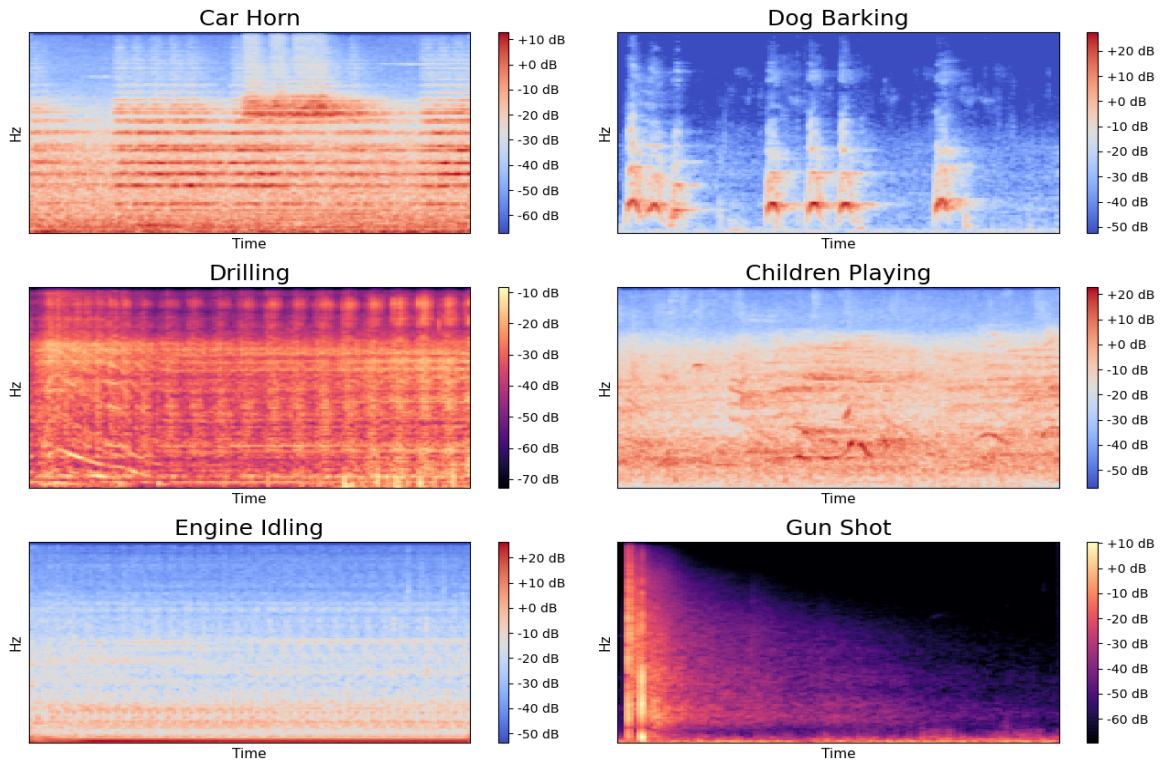 Car Horn
Hz
Time
+10 dB
+0 dB
-10 dB
-20 dB
-30 dB
-40 dB
-50 dB
-60 dB
Dog Barking
Hz
Time
+20 dB
+10 dB
+0 dB
-10 dB
-20 dB
-30 dB
-40 dB
-50 dB
Drilling
Hz
Time
-10 dB
-20 dB
-30 dB
-40 dB
-50 dB
-60 dB
-70 dB
Children Playing
Hz
Time
+20 dB
+10 dB
+0 dB
-10 dB
-20 dB
-30 dB
-40 dB
-50 dB
Engine Idling
Hz
Time
+20 dB
+10 dB
+0 dB
-10 dB
-20 dB
-30 dB
-40 dB
-50 dB
Gun Shot
Hz
Time
+10 dB
+0 dB
-10 dB
-20 dB
-30 dB
-40 dB
-50 dB
-60 dB